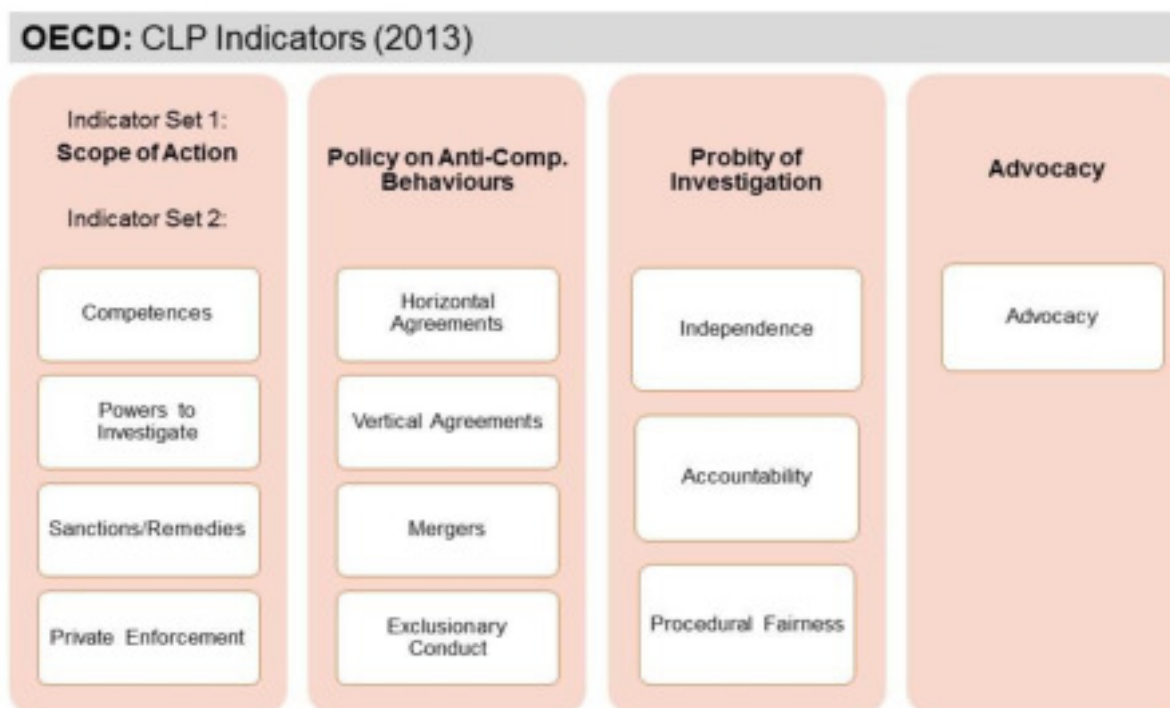 OECD: CLP Indicators (2013)
Indicator Set 1:
Scope of Action
Indicator Set 2:
Competences
Powers to
Investigate
Sanctions/Remedies
Private Enforcement
Policy on Anti-Comp.
Behaviours
Horizontal
Agreements
Vertical Agreements
Mergers
Exclusionary
Conduct
Probity of
Investigation
Independence
Accountability
Procedural Fairness
Advocacy
Advocacy